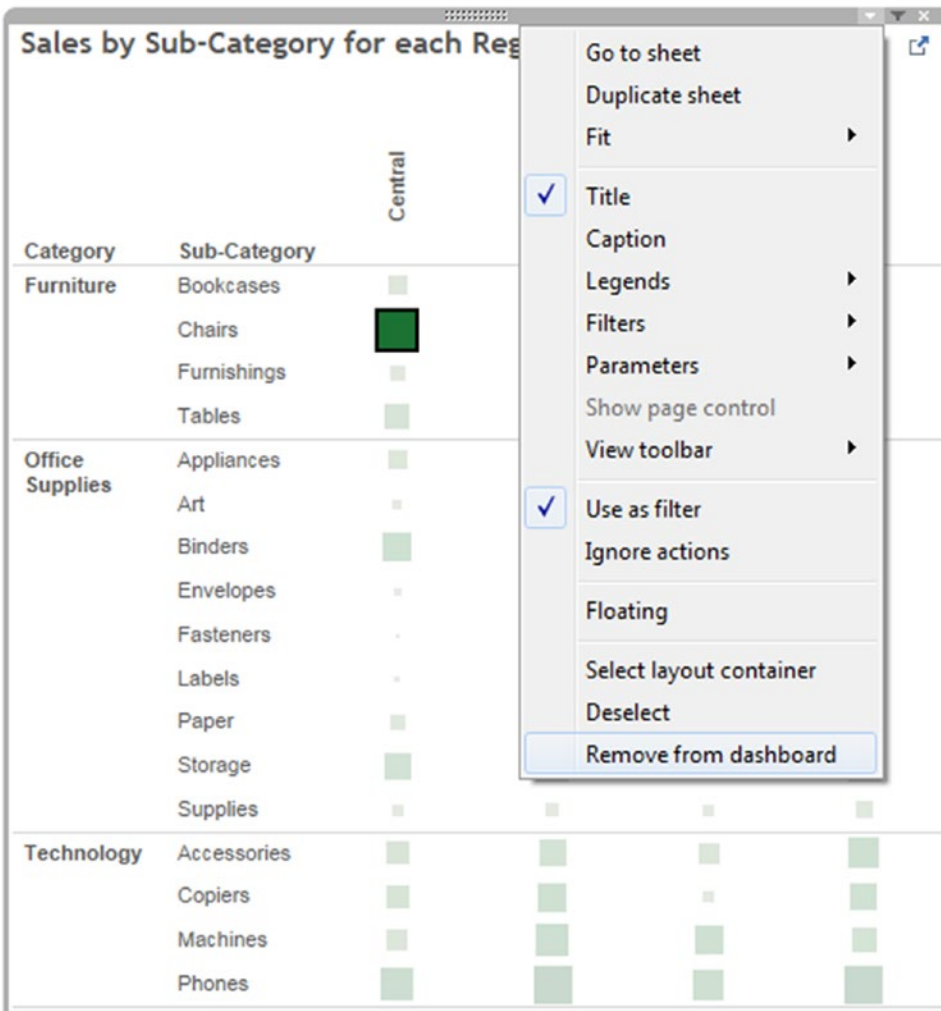 Sales by Sub-Category for each Reg
Go to sheet
Duplicate sheet
Fit
Title
Caption
Legends
Filters
Parameters
Show page control
View toolbar
Use as filter
Ignore actions
Floating
Select layout container
Deselect
Remove from dashboard
Central
Category Sub-Category
Furniture Bookcases
Chairs
Furnishings
Tables
Office Supplies Appliances
Art
Binders
Envelopes
Fasteners
Labels
Paper
Storage
Supplies
Technology Accessories
Copiers
Machines
Phones